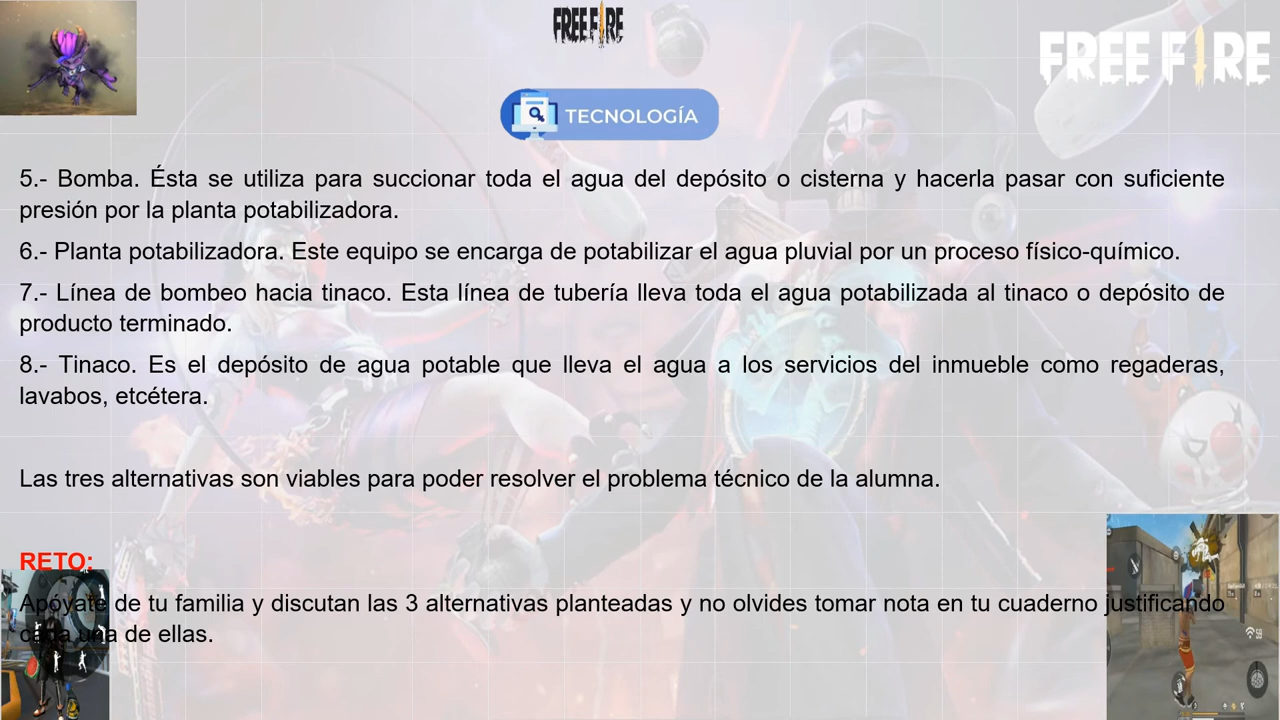 FREE FIRE
FREE FIRE
TECNOLOGÍA
5.- Bomba. Ésta se utiliza para succionar toda el agua del depósito o cisterna y hacerla pasar con suficiente
presión por la planta potabilizadora.
6.- Planta potabilizadora. Este equipo se encarga de potabilizar el agua pluvial por un proceso físico-químico.
7.- Línea de bombeo hacia tinaco. Esta línea de tubería lleva toda el agua potabilizada al tinaco o depósito de
producto terminado.
8.- Tinaco. Es el depósito de agua potable que lleva el agua a los servicios del inmueble como regaderas,
lavabos, etcétera.
Las tres alternativas son viables para poder resolver el problema técnico de la alumna.
RETO:
Apóyate de tu familia y discutan las 3 alternativas planteadas y no olvides tomar nota en tu cuaderno justificando
cada una de ellas.